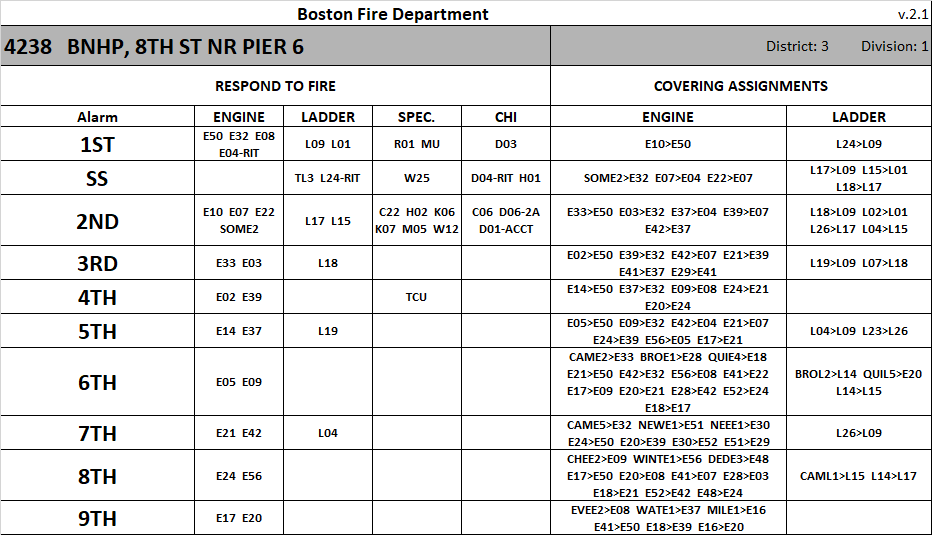 Boston Fire Department v.2.1
4238 BNHP, 8TH ST NR PIER 6 District: 3 Division: 1
RESPOND TO FIRE COVERING ASSIGNMENTS
Alarm ENGINE LADDER SPEC. CHI ENGINE LADDER
1ST E50 E32 E08 E04-RIT L09 L01 R01 MU D03 E10>E50 L24>L09
SS TL3 L24-RIT W25 D04-RIT H01 SOME2>E32 E07>E04 E22>E07 L17>L09 L15>L01 L18>L17
2ND E10 E07 E22 SOME2 L17 L15 C22 H02 K06 K07 M05 W12 C06 D06-2A D01-ACCT E33>E50 E03>E32 E37>E04 E39>E07 E42>E37 L18>L09 L02>L01 L26>L17 L04>L15
3RD E33 E03 L18 E02>E50 E39>E32 E42>E07 E21>E39 E41>E37 E29>E41 L19>L09 L07>L18
4TH E02 E39 TCU E14>E50 E37>E32 E09>E08 E24>E21 E20>E24
5TH E14 E37 L19 E05>E50 E09>E32 E42>E04 E21>E07 E24>E39 E56>E05 E17>E21 L04>L09 L23>L26
6TH E05 E09 CAME2>E33 BROE1>E28 QUIE4>E18 E21>E50 E42>E32 E56>E08 E41>E22 E17>E09 E20>E21 E28>E42 E52>E24 E18>E17 BROL2>L14 QUIL5>E20 L14>L15
7TH E21 E42 L04 CAME5>E32 NEWE1>E51 NEEE1>E30 E24>E50 E20>E39 E30>E52 E51>E29 L26>L09
8TH E24 E56 CHEE2>E09 WINTE1>E56 DEDE3>E48 E17>E50 E20>E08 E41>E07 E28>E03 E18>E21 E52>E42 E48>E24 CAML1>L15 L14>L17
9TH E17 E20 EVEE2>E08 WATE1>E37 MILE1>E16 E41>E50 E18>E39 E16>E20